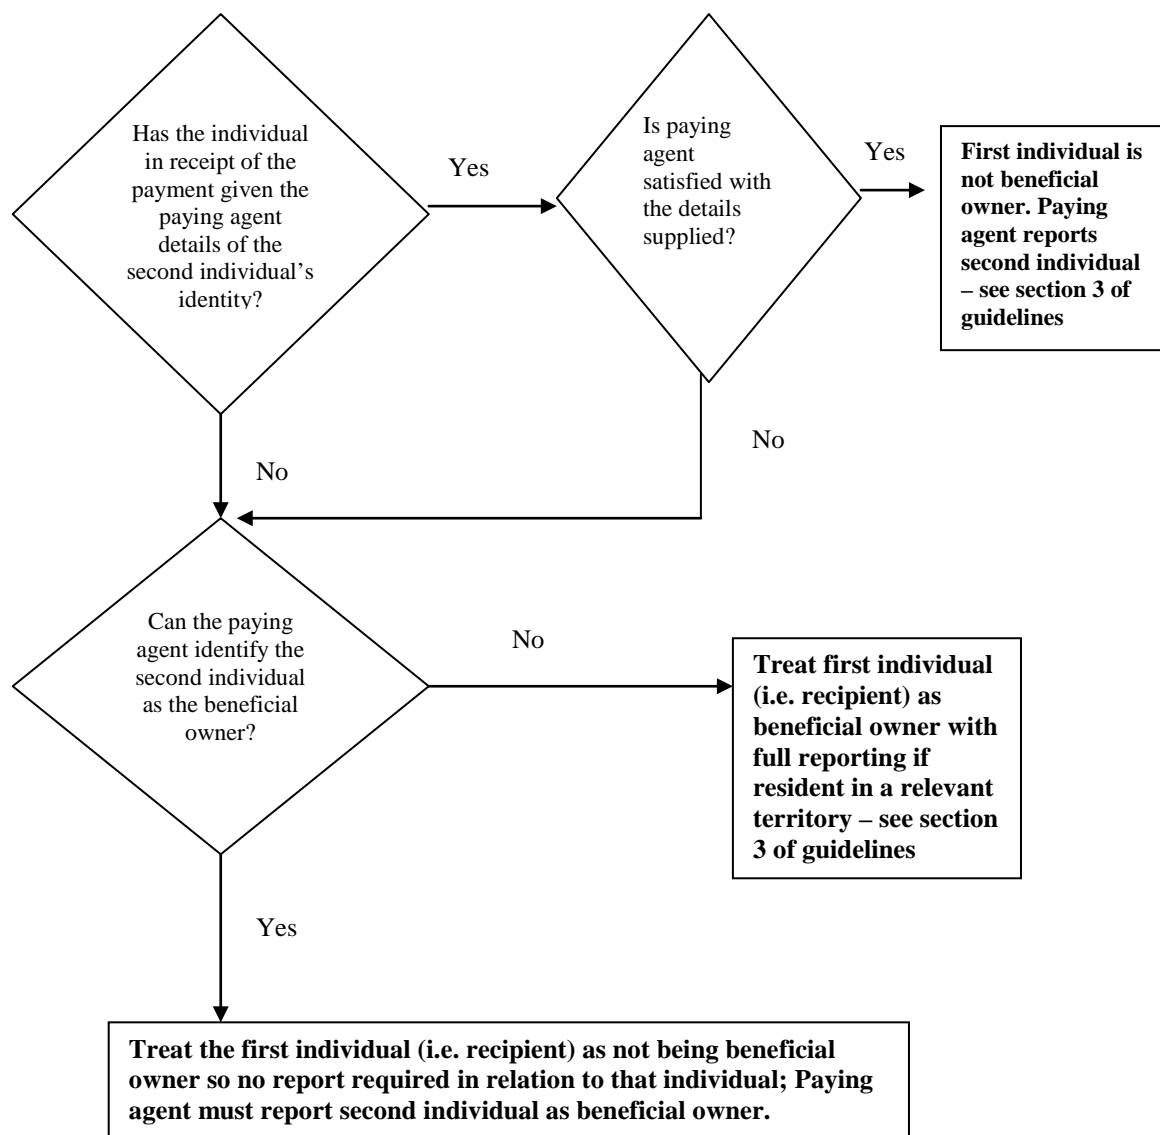 Has the individual
in receipt of the
payment given the
paying agent
details of the
second individual’s
identity?
Yes
Is paying
agent
satisfied with
the details
supplied?
Yes
First individual is
not beneficial
owner. Paying
agent reports
second individual
– see section 3 of
guidelines
No
No
Can the paying
agent identify the
second individual
as the beneficial
owner?
No
Treat first individual
(i.e. recipient) as
beneficial owner with
full reporting if
resident in a relevant
territory – see section
3 of guidelines
Yes
Treat the first individual (i.e. recipient) as not being beneficial
owner so no report required in relation to that individual; Paying
agent must report second individual as beneficial owner.